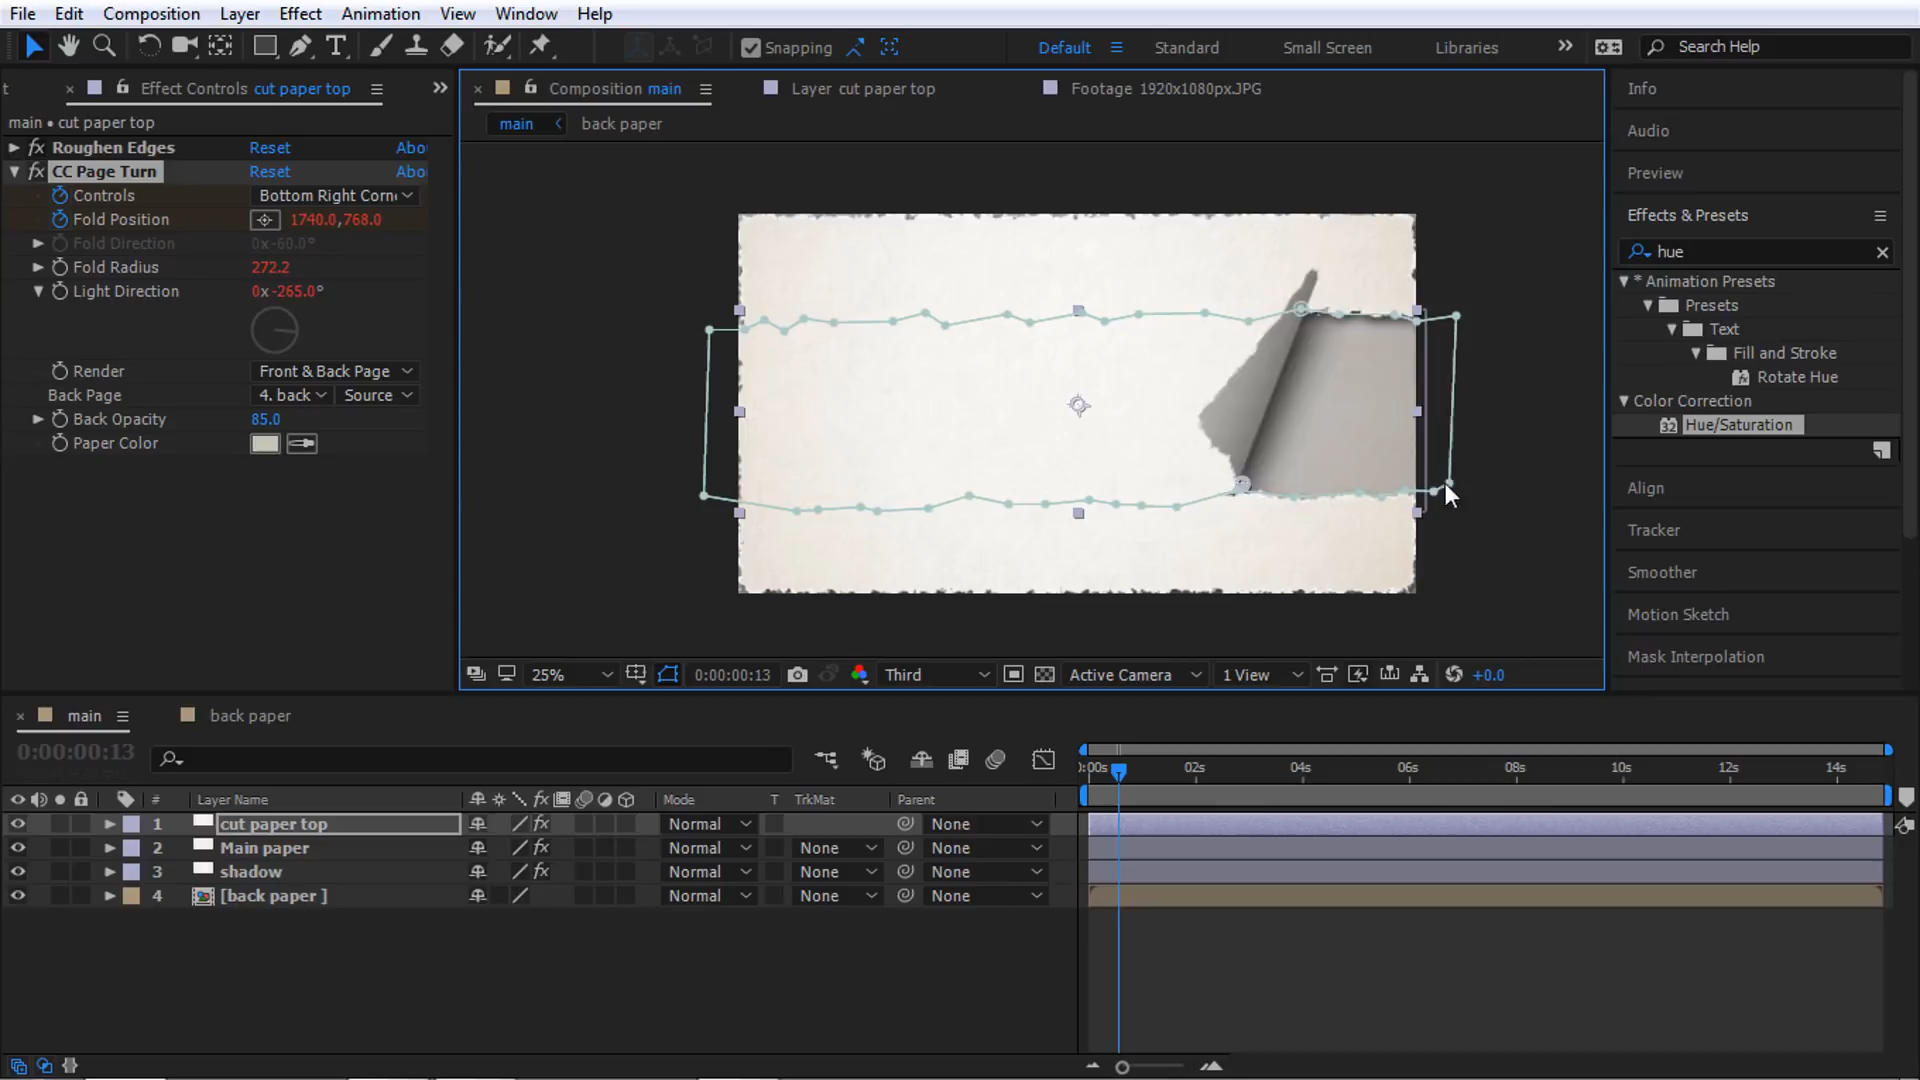 File Edit Composition Layer Effect Animation View Window Help
Snapping Default Standard Small Screen Libraries Search Help
Effect Controls cut paper top
Composition main
Layer cut paper top
Footage 1920x1080px.JPG
main • cut paper top
main back paper
Roughen Edges Reset Abo
CC Page Turn Reset Abo
Controls Bottom Right Corn
Fold Position 1740.0,768.0
Fold Direction 0x-60.0°
Fold Radius 272.2
Light Direction 0x-265.0°
Render Front & Back Page
Back Page 4. back Source
Back Opacity 85.0
Paper Color
Info
Audio
Preview
Effects & Presets
hue
* Animation Presets
Presets
Text
Fill and Stroke
Rotate Hue
Color Correction
32 Hue/Saturation
Align
Tracker
Smoother
Motion Sketch
Mask Interpolation
25% 0:00:00:13 Third Active Camera 1 View +0.0
main back paper
0:00:00:13
:00s 02s 04s 06s 08s 10s 12s 14s
# Layer Name Mode T TrkMat Parent
1 cut paper top Normal None
2 Main paper Normal None None
3 shadow Normal None None
4 [back paper ] Normal None None